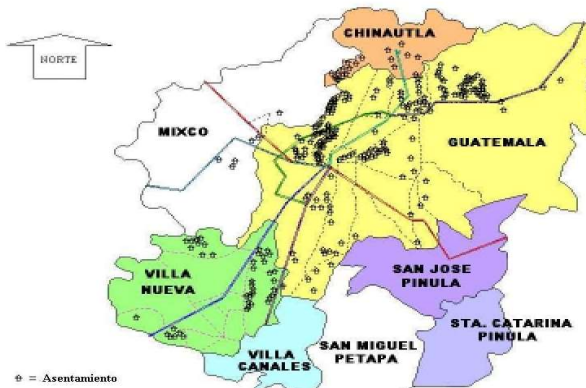 CHINAUTLA
NORTE
MIXCO
GUATEMALA
SAN JOSE
PINULA
VILLA
NUEVA
STA. CATARINA
PINULA
SAN MIGUEL
PETAPA
VILLA
CANALES
= Asentamiento